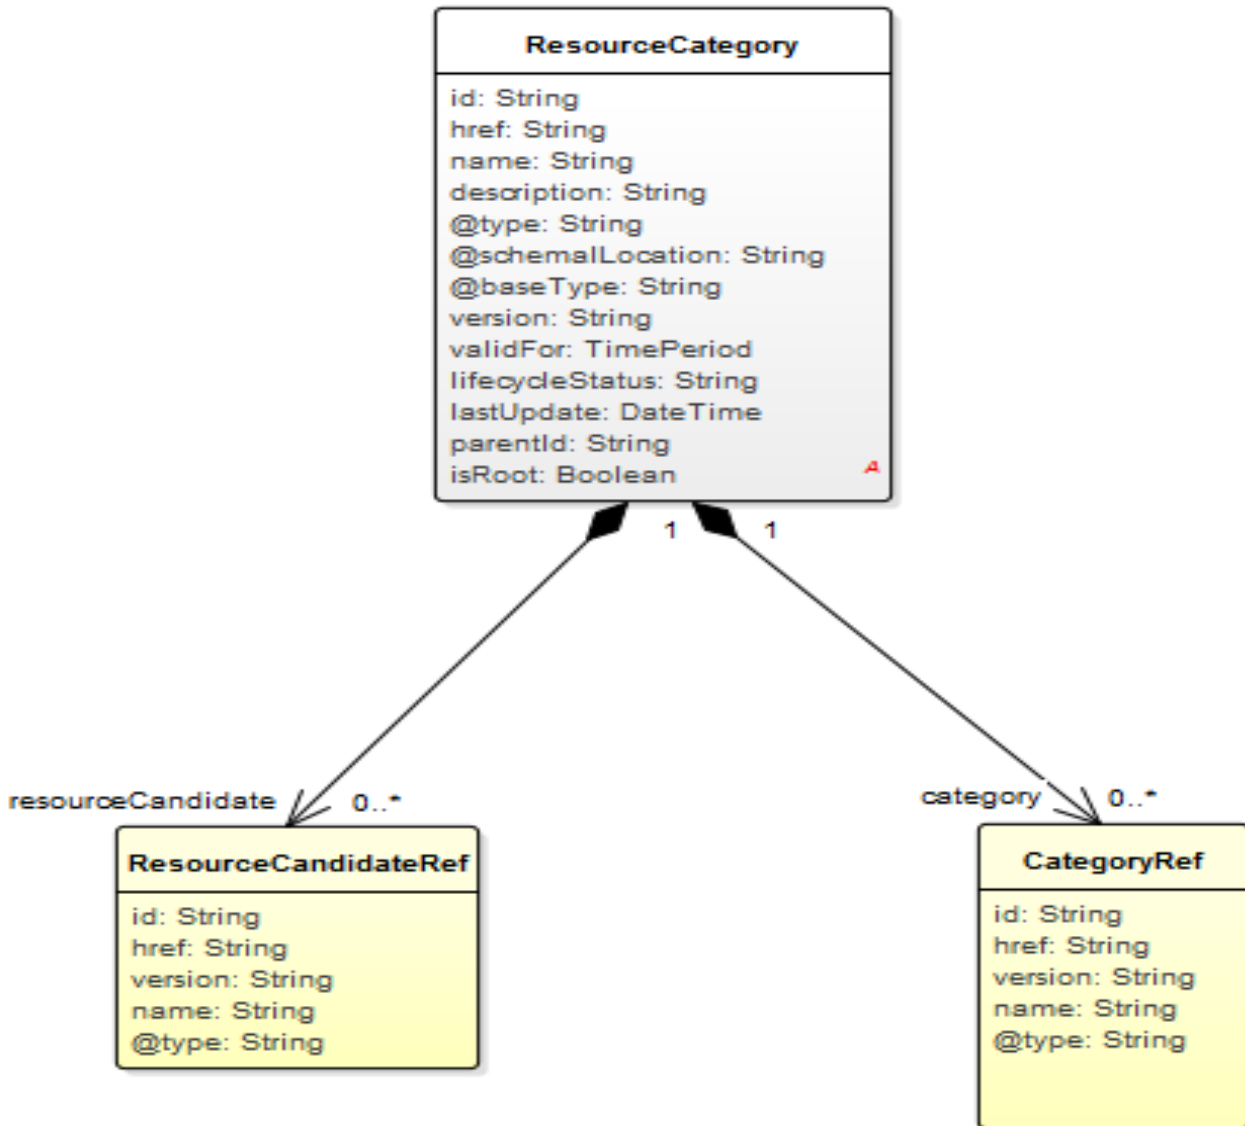 ResourceCategory
id: String
href: String
name: String
description: String
@type: String
@schemalLocation: String
@baseType: String
version: String
validFor: TimePeriod
lifecycleStatus: String
lastUpdate: DateTime
parentId: String
isRoot: Boolean
A
1
1
resourceCandidate
0..*
category
0..*
ResourceCandidateRef
id: String
href: String
version: String
name: String
@type: String
CategoryRef
id: String
href: String
version: String
name: String
@type: String